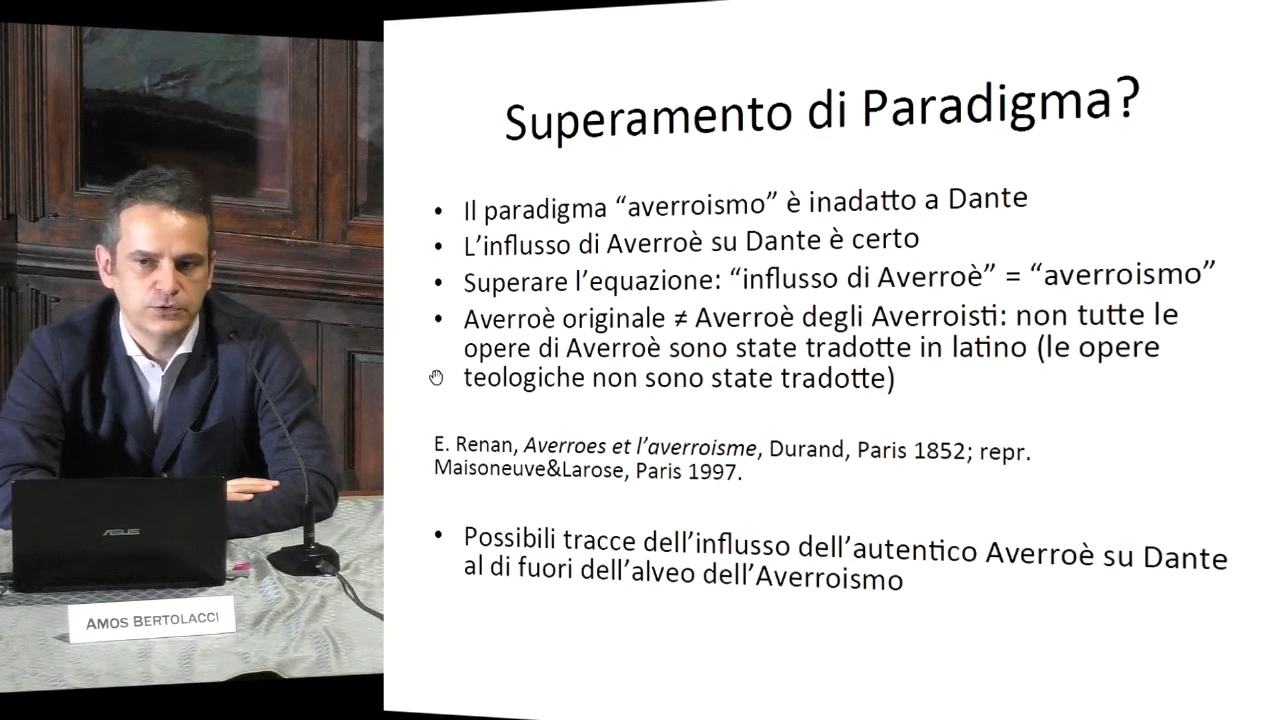 Superamento di Paradigma?
• Il paradigma “averroismo” è inadatto a Dante
• L’influsso di Averroè su Dante è certo
• Superare l’equazione: “influsso di Averroè” = “averroismo”
• Averroè originale ≠ Averroè degli Averroisti: non tutte le
opere di Averroè sono state tradotte in latino (le opere
teologiche non sono state tradotte)
E. Renan, Averroes et l’averroisme, Durand, Paris 1852; repr.
Maisoneuve&Larose, Paris 1997.
• Possibili tracce dell’influsso dell’autentico Averroè su Dante
al di fuori dell’alveo dell’Averroismo
ASUS
AMOS BERTOLACCI